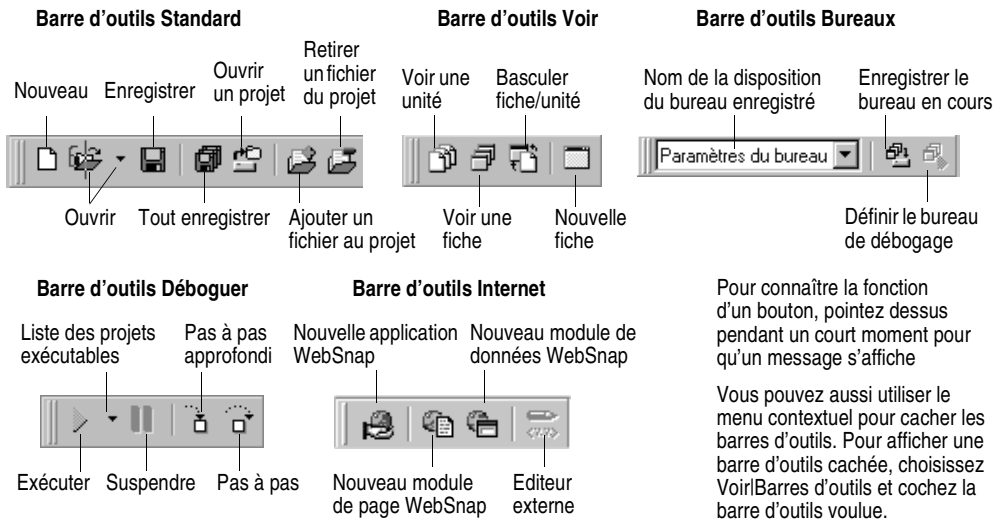 Barre d'outils Standard
Nouveau
Enregistrer
Ouvrir
un projet
Retirer
un fichier
du projet
Ouvrir
Tout enregistrer
Ajouter un
fichier au projet
Barre d'outils Voir
Voir une
unité
Basculer
fiche/unité
Voir une
fiche
Nouvelle
fiche
Barre d'outils Bureaux
Nom de la disposition
du bureau enregistré
Enregistrer le
bureau en cours
Paramètres du bureau
Définir le bureau
de débogage
Barre d'outils Déboguer
Liste des projets
exécutables
Pas à pas
approfondi
Exécuter
Suspendre
Pas à pas
Barre d'outils Internet
Nouvelle application
WebSnap
Nouveau module de
données WebSnap
Nouveau module
de page WebSnap
Editeur
externe
Pour connaître la fonction
d'un bouton, pointez dessus
pendant un court moment pour
qu'un message s'affiche
Vous pouvez aussi utiliser le
menu contextuel pour cacher les
barres d'outils. Pour afficher une
barre d'outils cachée, choisissez
Voir|Barres d'outils et cochez la
barre d'outils voulue.